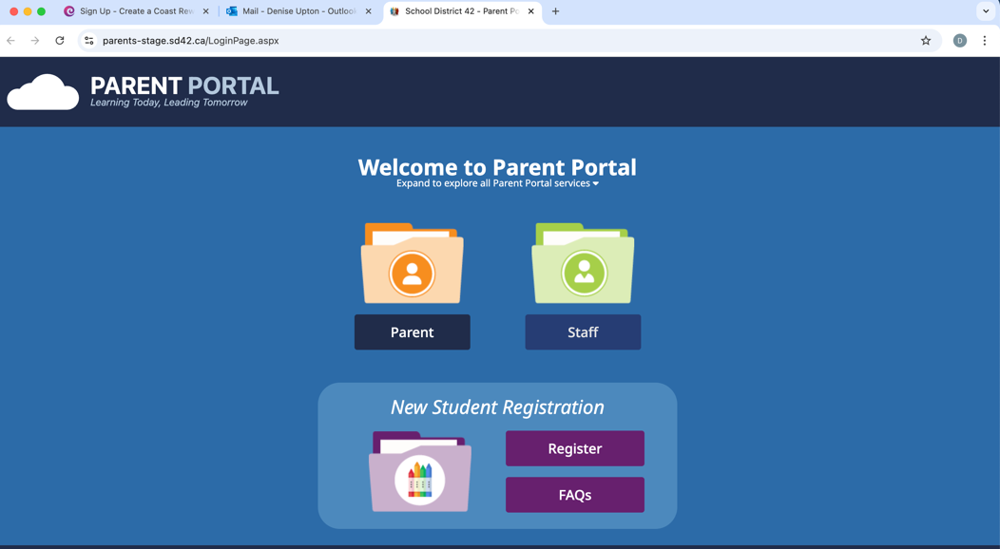 Sign Up - Create a Coast Rew
Mail - Denise Upton - Outloo
School District 42 - Parent Po
parents-stage.sd42.ca/LoginPage.aspx
D
PARENT PORTAL
Learning Today, Leading Tomorrow
Welcome to Parent Portal
Expand to explore all Parent Portal services
Parent
Staff
New Student Registration
Register
FAQs